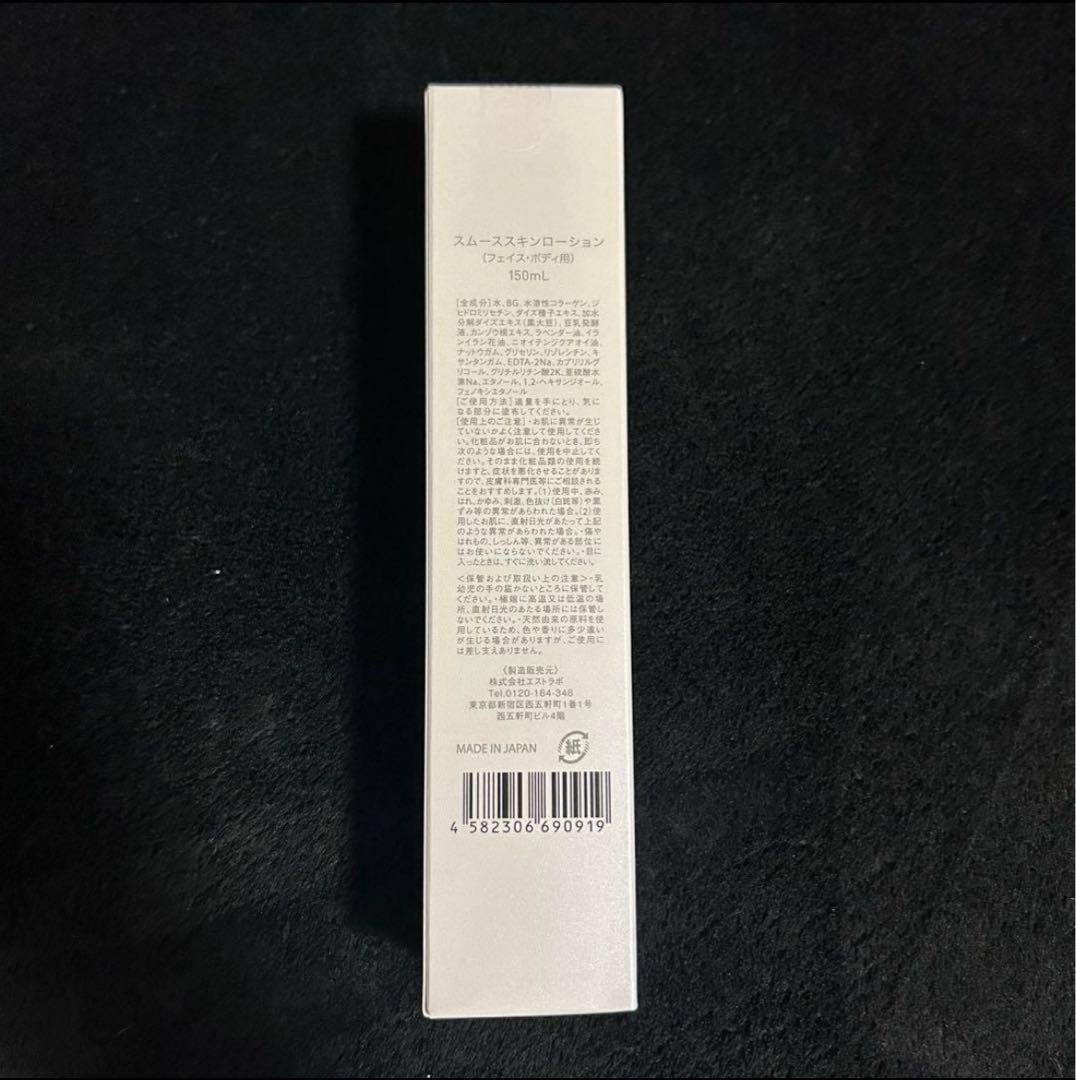 スムーススキンローション
(フェイス・ボディ用)
150mL
[全成分]水、BG、水溶性コラーゲン、ジ
ヒドロミリセチン、ダイズ種子エキス、加水
分解ダイズエキス(黒大豆)、豆乳発酵
液、カンゾウ根エキス、ラベンダー油、イラ
ンイラン花油、ニオイテンジクアオイ油、
ナットウガム、グリセリン、リゾレシチン、キ
サンタンガム、EDTA-2Na、カプリリルグ
リコール、グリチルリチン酸2K、亜硫酸水
素Na、エタノール、1,2-ヘキサンジオール、
フェノキシエタノール
[ご使用方法]適量を手にとり、気に
なる部分に塗布してください。
[使用上のご注意]・お肌に異常が生じ
ていないかよく注意して使用してくださ
い。化粧品がお肌に合わないとき、即ち
次のような場合には、使用を中止してく
ださい。そのまま化粧品類の使用を続
けますと、症状を悪化させることがありま
すので、皮膚科専門医等にご相談される
ことをおすすめします。(1)使用中、赤み、
はれ、かゆみ、刺激、色抜け(白斑等)や黒
ずみ等の異常があらわれた場合。(2)使
用したお肌に、直射日光があたって上記
のような異常があらわれた場合。・傷や
はれもの、しっしん等、異常がある部位に
はお使いにならないでください。・目に
入ったときは、すぐに洗い流してください。
<保管および取扱い上の注意>・乳
幼児の手の届かないところに保管して
ください。・極端に高温又は低温の場
所、直射日光のあたる場所には保管し
ないでください。・天然由来の原料を使
用しているため、色や香りに多少違い
が生じる場合がありますが、ご使用に
は差し支えありません。
《製造販売元》
株式会社エストラボ
Tel.0120-184-348
東京都新宿区西五軒町1番1号
西五軒町ビル4階
MADE IN JAPAN 紙
4 582306 690919